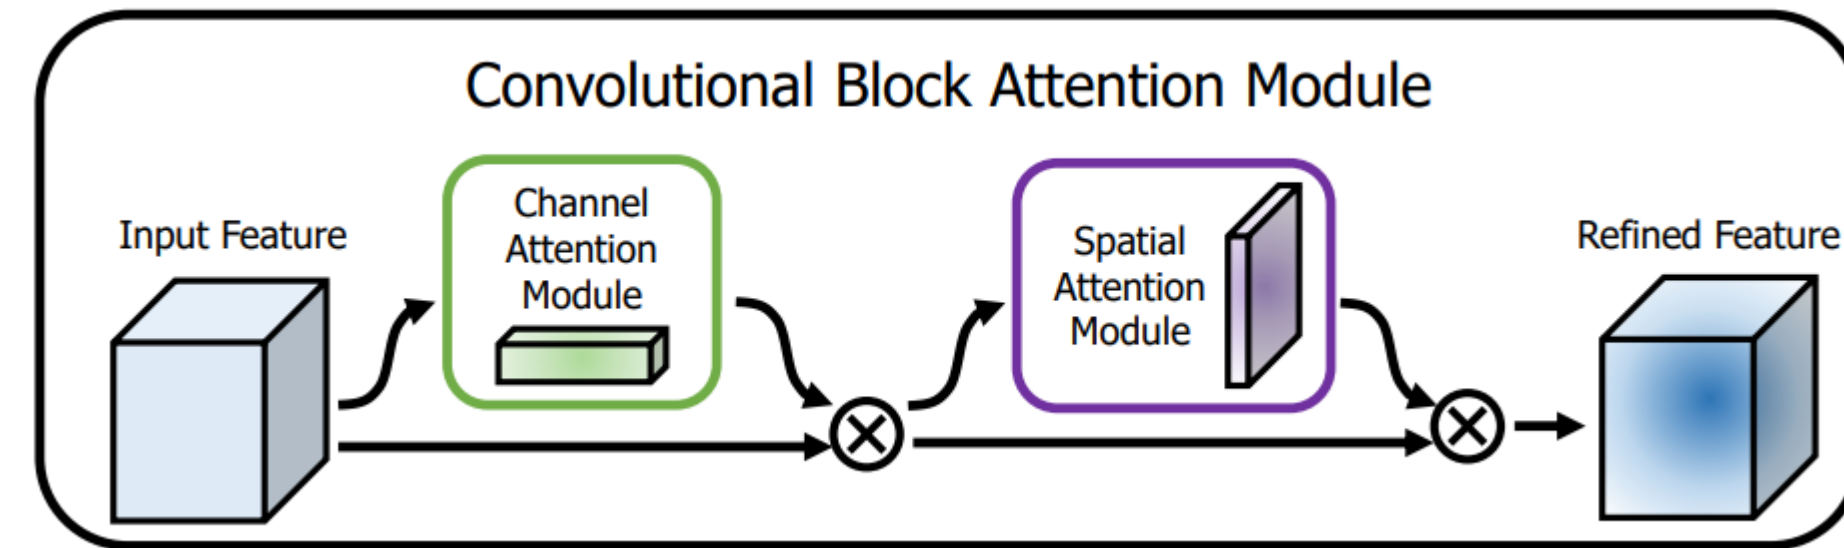 Convolutional Block Attention Module
Input Feature
Channel
Attention
Module
Spatial
Attention
Module
Refined Feature